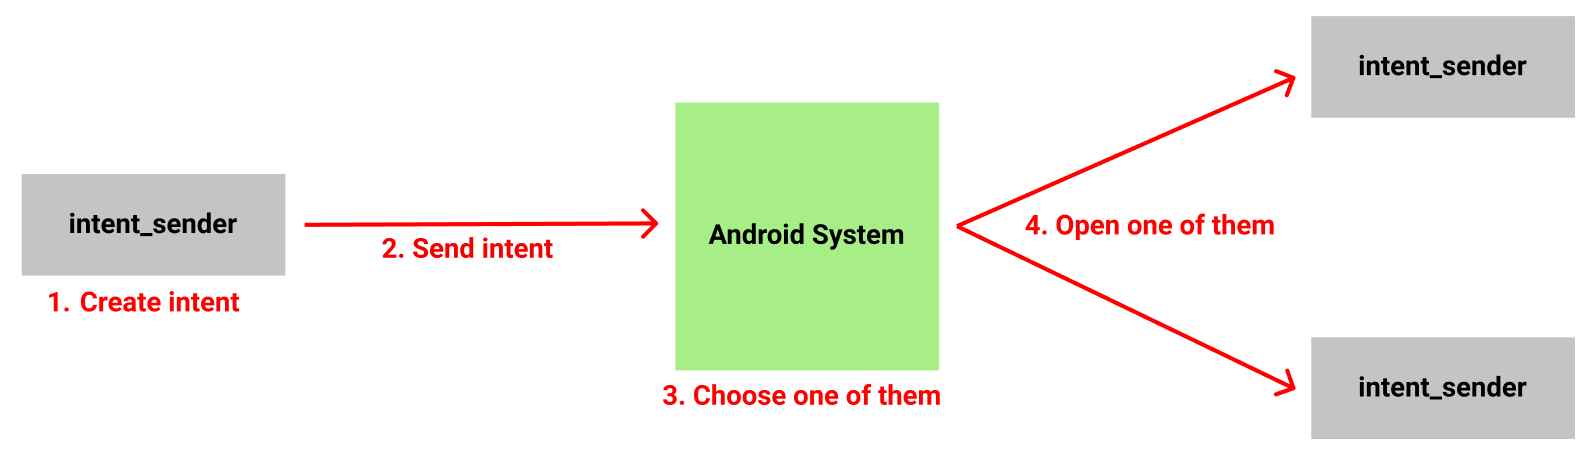 intent_sender
1. Create intent
2. Send intent
Android System
3. Choose one of them
4. Open one of them
intent_sender
intent_sender